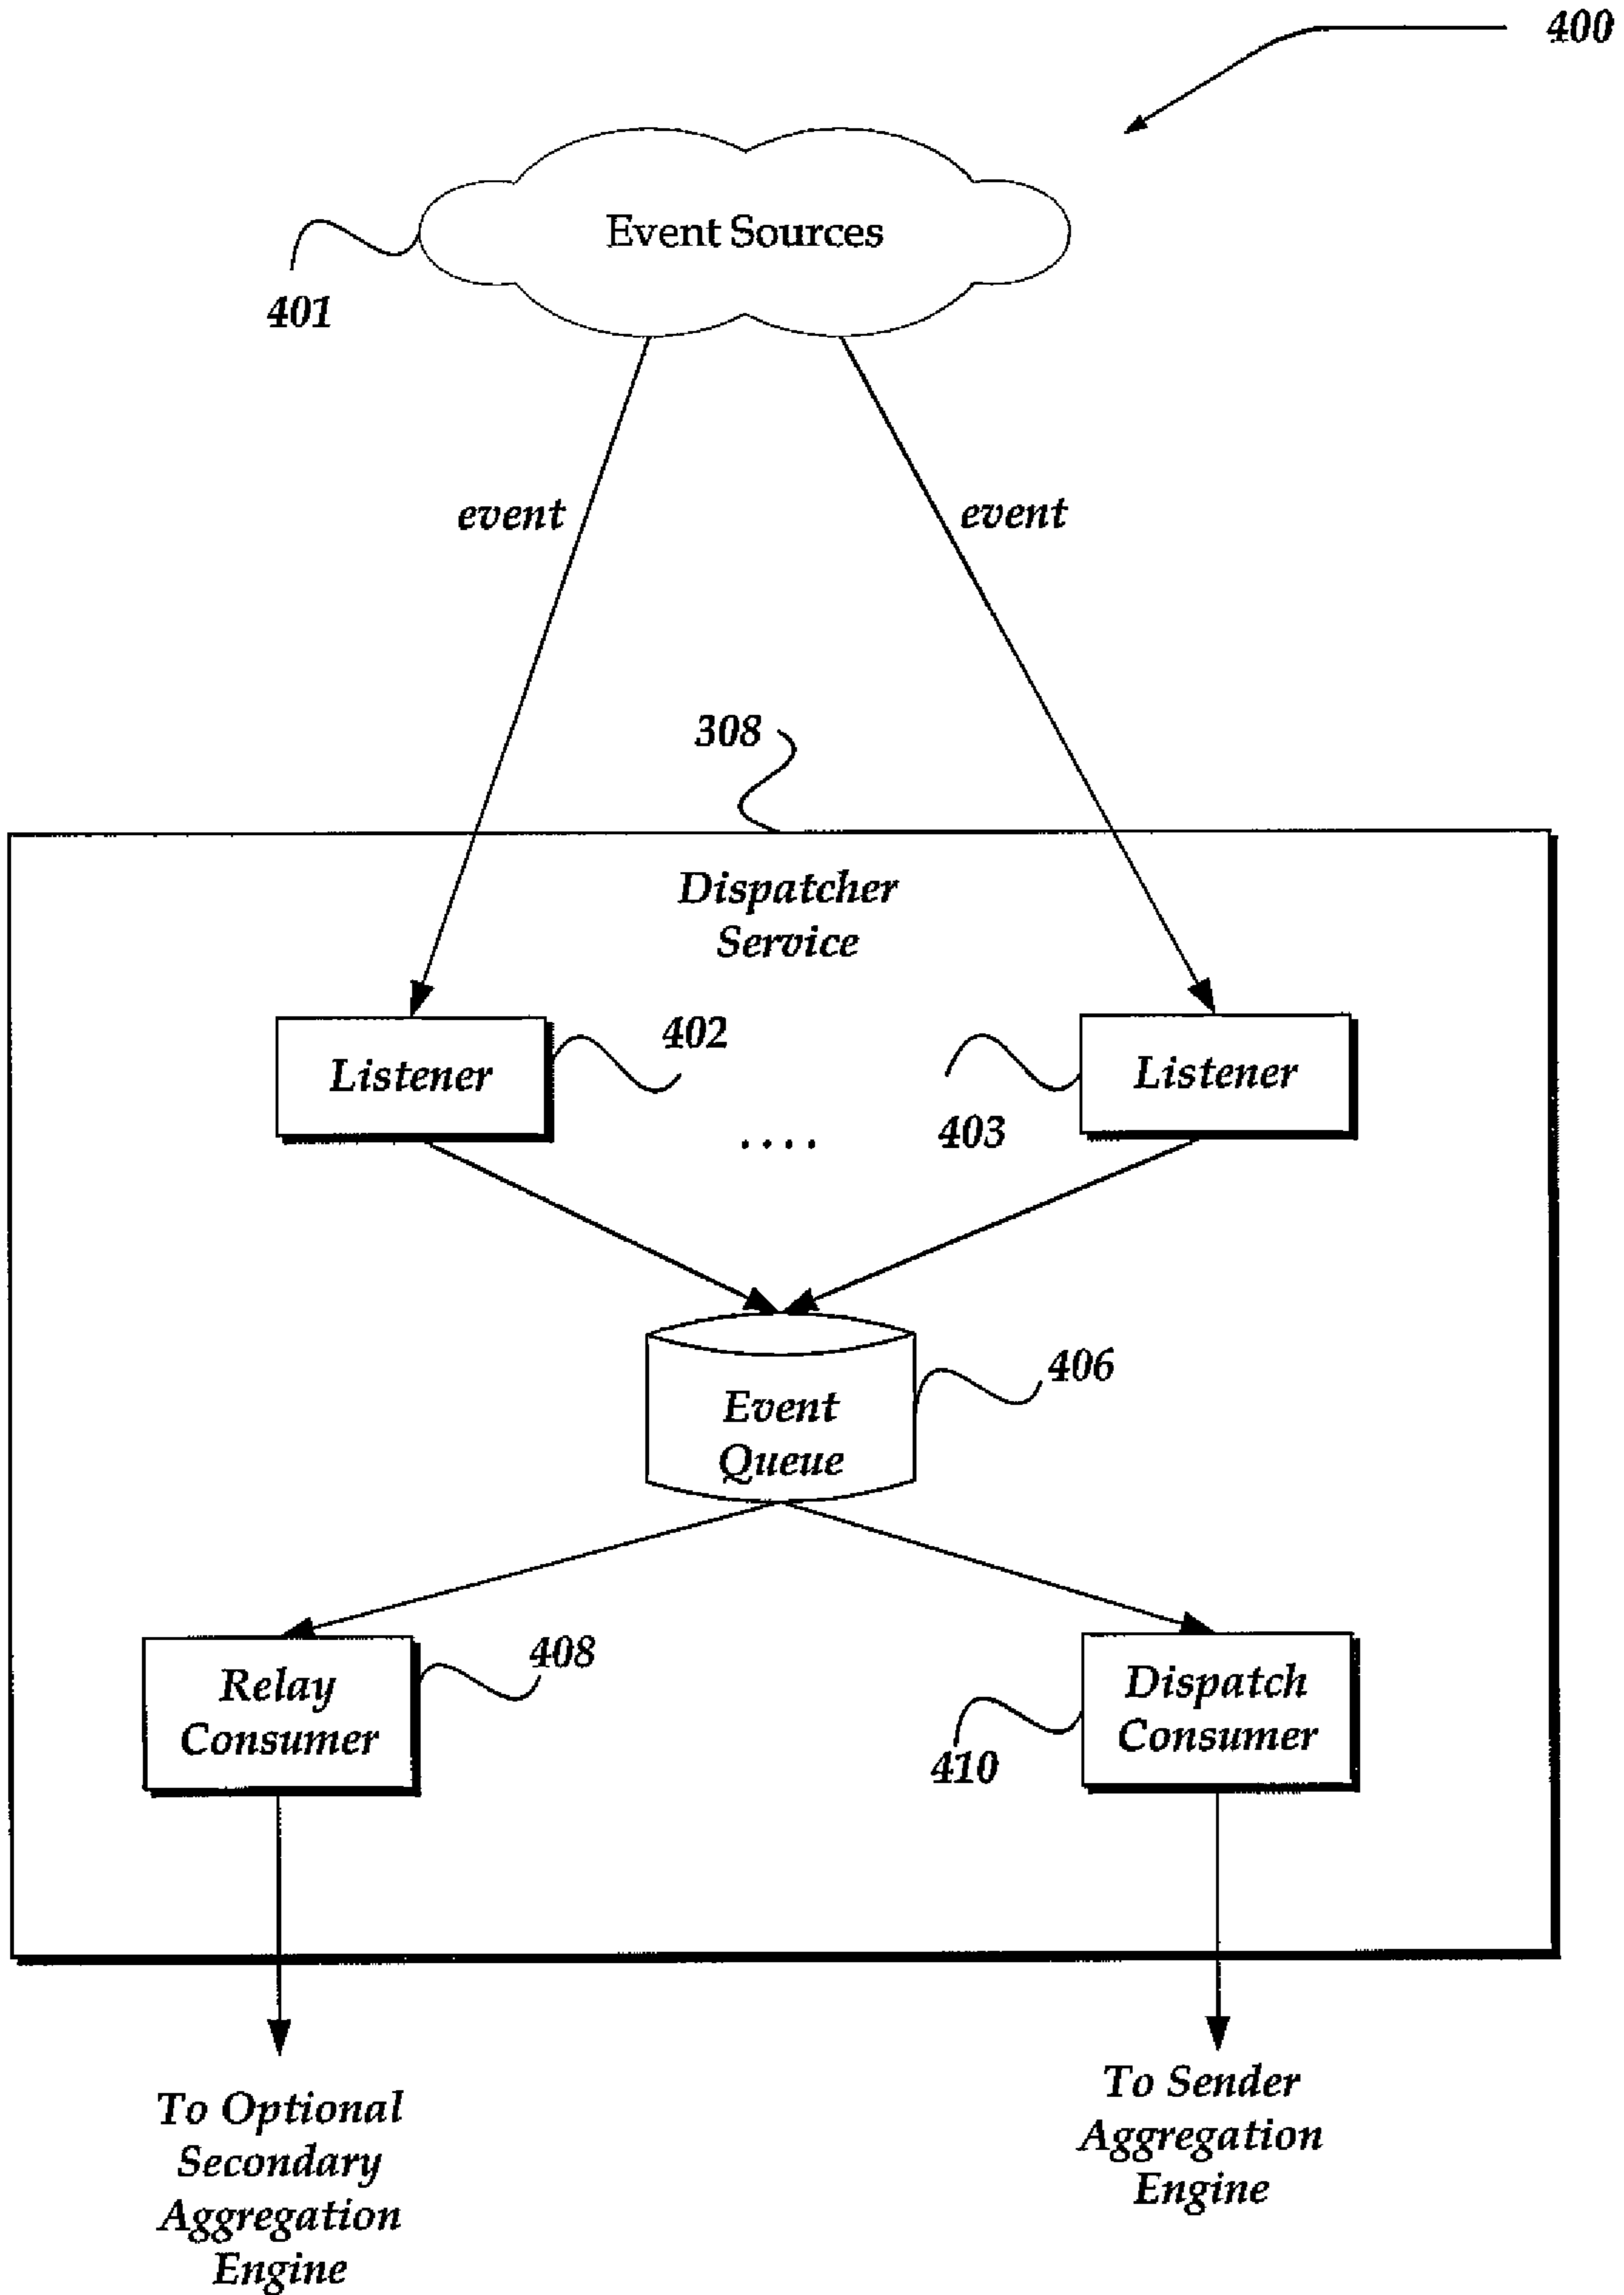 400
Event Sources
401
event
event
308
Dispatcher
Service
Listener
402
403
Listener
....
Event
Queue
406
Relay
Consumer
408
410
Dispatch
Consumer
To Optional
Secondary
Aggregation
Engine
To Sender
Aggregation
Engine